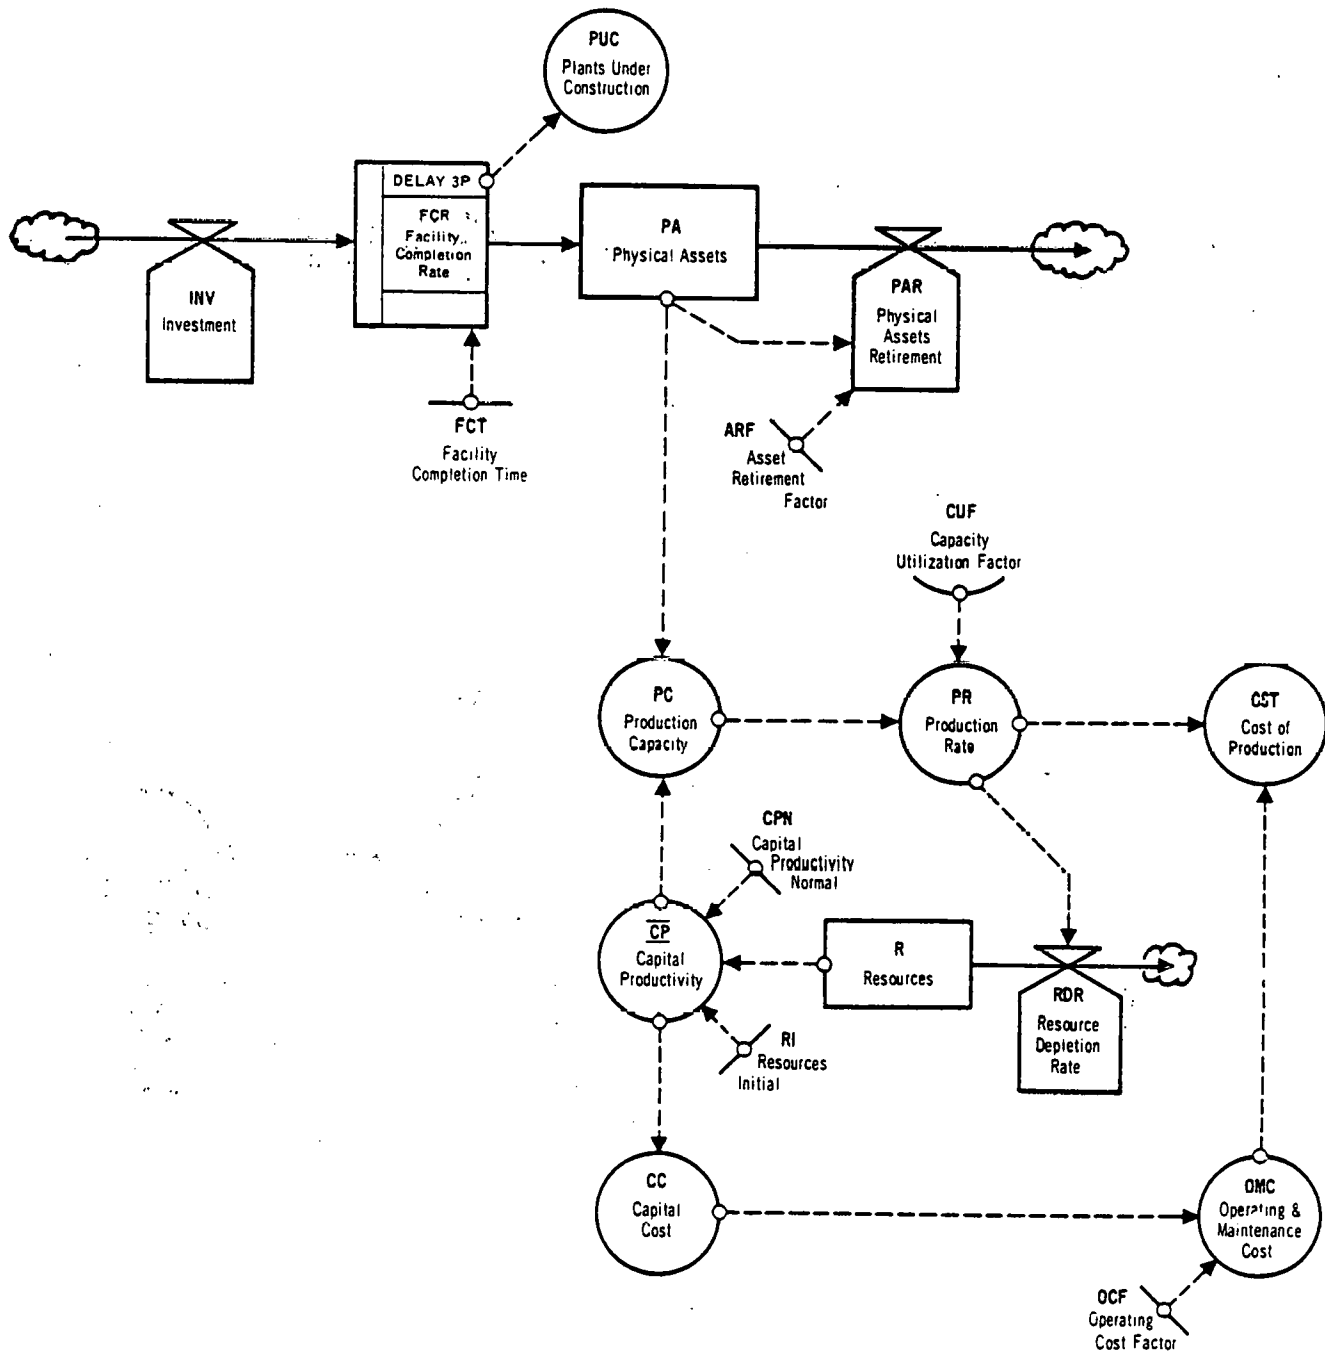 PUC
Plants Under
Construction
DELAY 3P
FCR
Facility
Completion
Rate
INV
Investment
PA
Physical Assets
PAR
Physical
Assets
Retirement
FCT
Facility
Completion Time
ARF
Asset
Retirement
Factor
CUF
Capacity
Utilization Factor
PC
Production
Capacity
PR
Production
Rate
CST
Cost of
Production
CPN
Capital
Productivity
Normal
CP
Capital
Productivity
R
Resources
RDR
Resource
Depletion
Rate
RI
Resources
Initial
CC
Capital
Cost
OMC
Operating &
Maintenance
Cost
OCF
Operating
Cost Factor